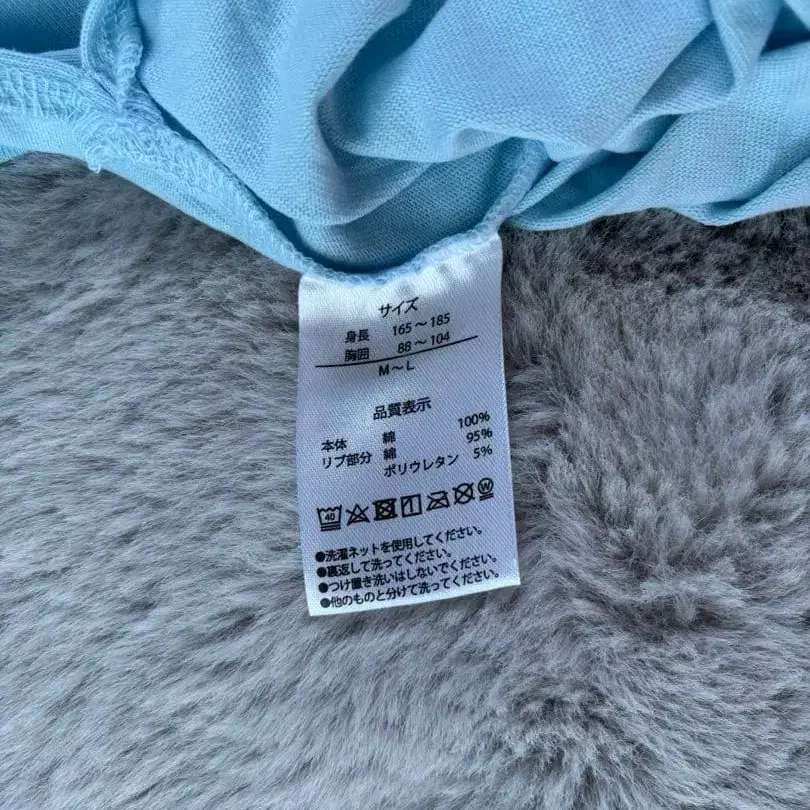 サイズ
身長 165～185
胸囲 88～104
M～L
品質表示
本体 綿 100%
リブ部分 綿 95%
ポリウレタン 5%
40 W
●洗濯ネットを使用してください。
●裏返して洗ってください。
●つけ置き洗いはしないでください。
●他のものと分けて洗ってください。